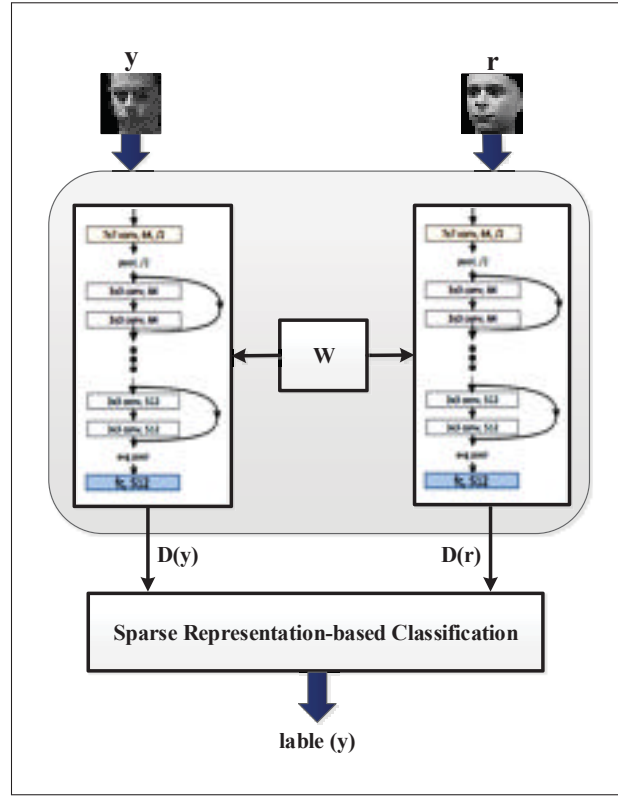 y
r
7x7 conv, 64, /2
pool, /2
3x3 conv, 64
3x3 conv, 64
3x3 conv, 512
3x3 conv, 512
avg pool
fc, 512
W
7x7 conv, 64, /2
pool, /2
3x3 conv, 64
3x3 conv, 64
3x3 conv, 512
3x3 conv, 512
avg pool
fc, 512
D(y)
D(r)
Sparse Representation-based Classification
lable (y)